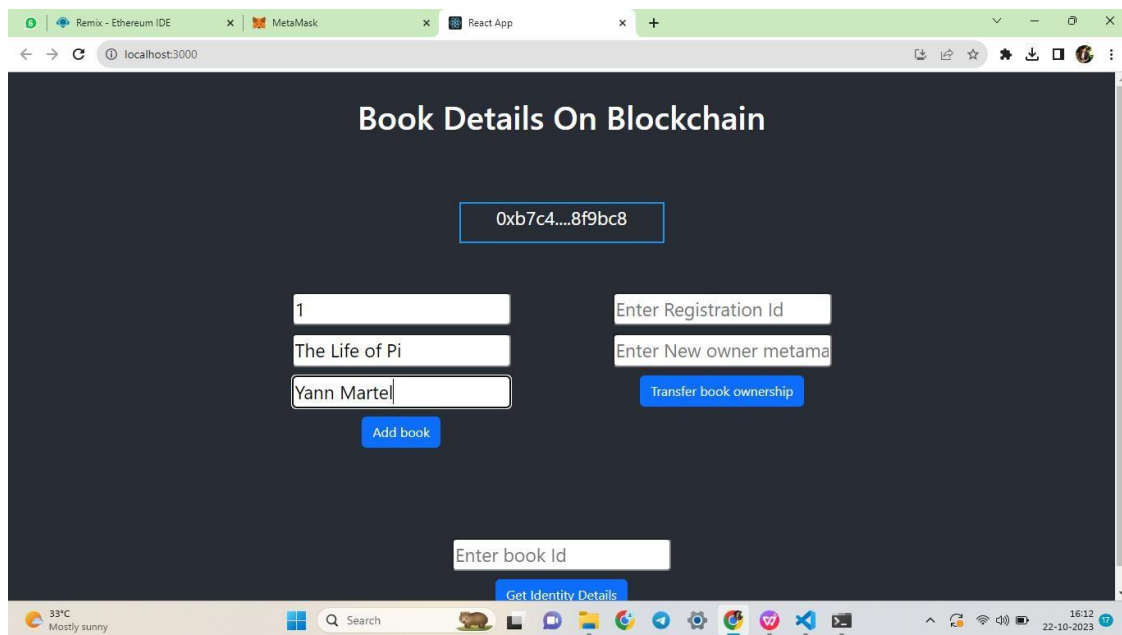 6
Remix - Ethereum IDE
MetaMask
React App
localhost:3000
Book Details On Blockchain
0xb7c4....8f9bc8
1
Enter Registration Id
The Life of Pi
Enter New owner metama
Yann Martel
Transfer book ownership
Add book
Enter book Id
Get Identity Details
33°C
Mostly sunny
Search
16:12
22-10-2023
17